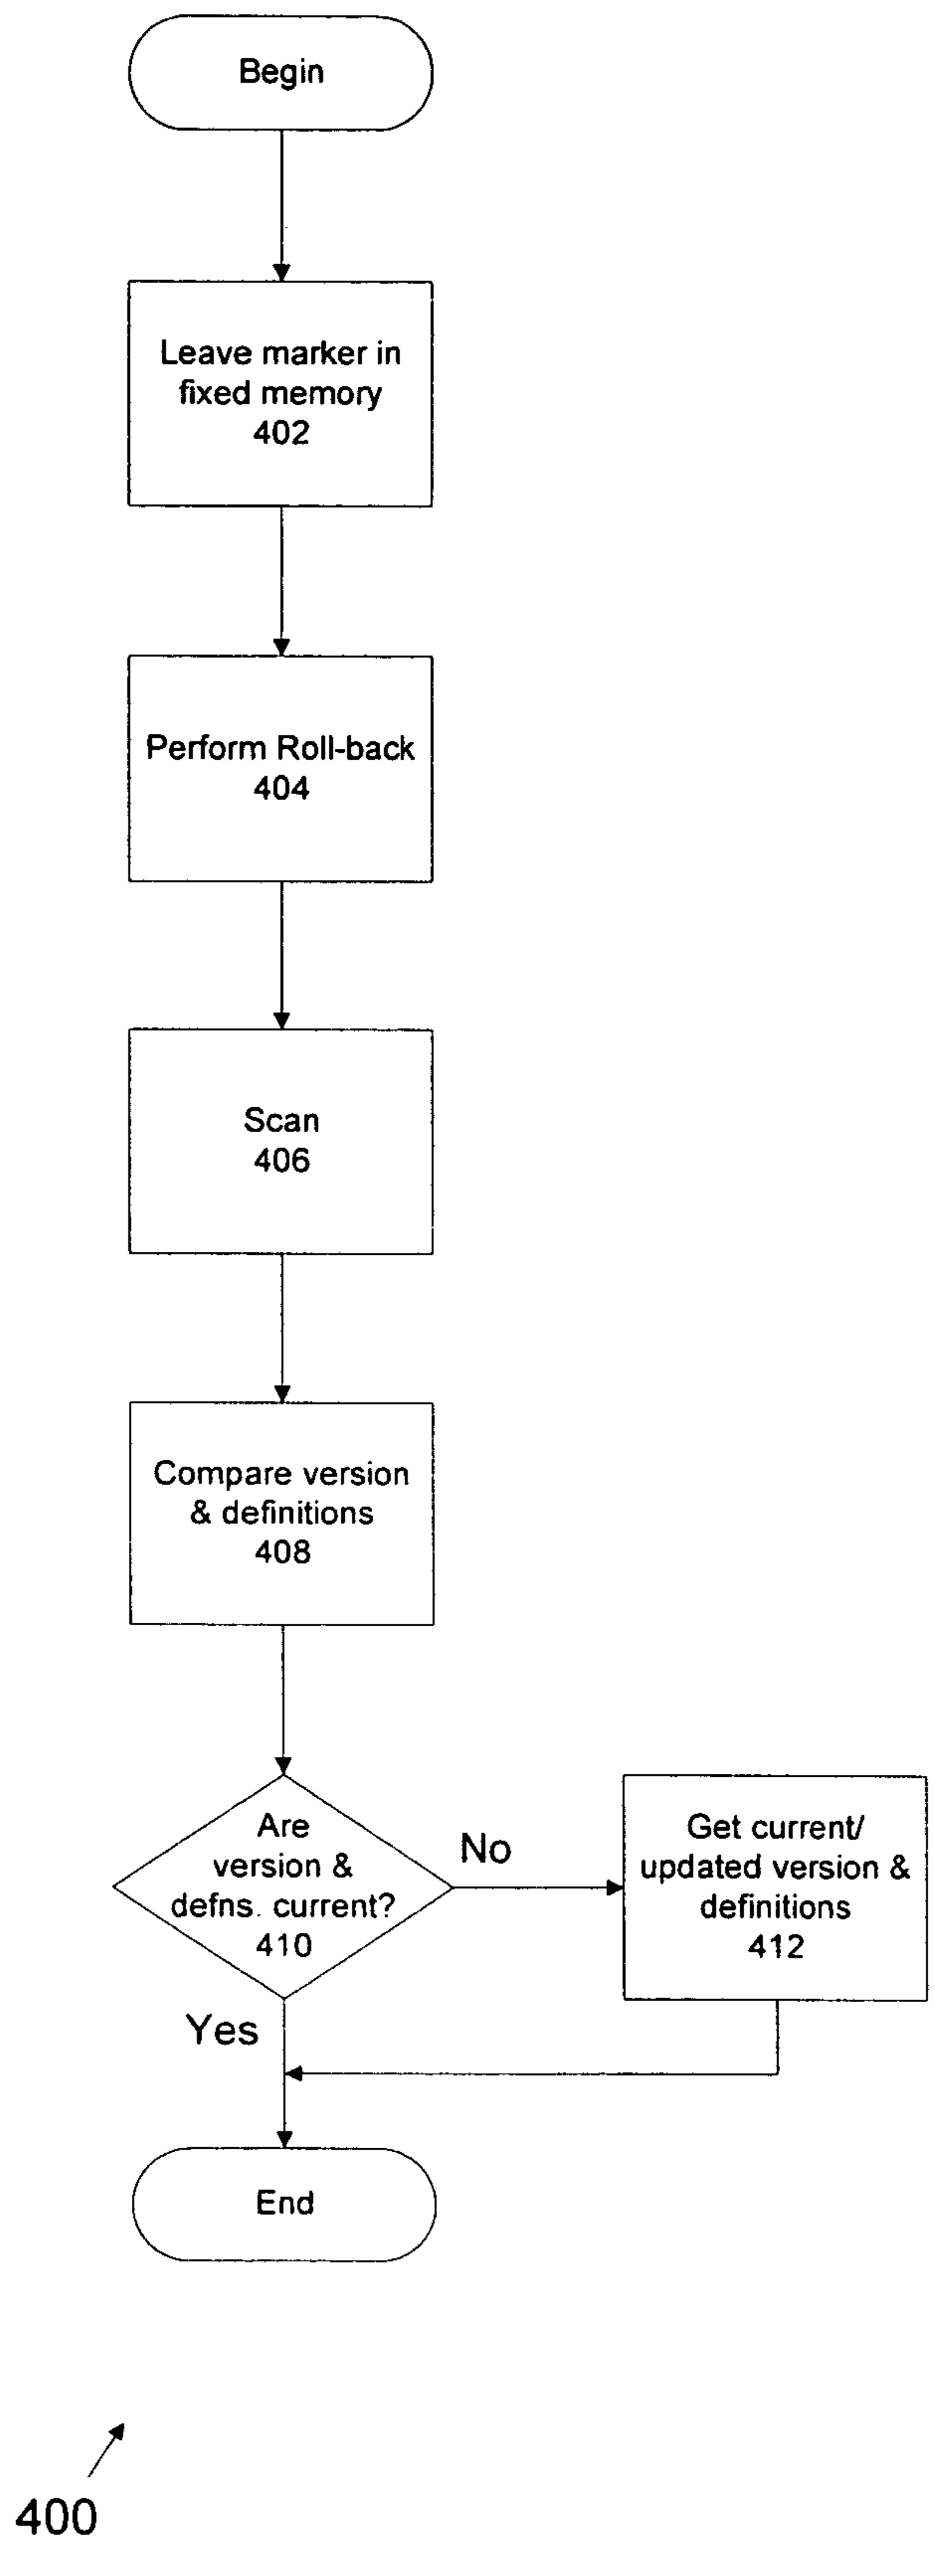 Begin
Leave marker in
fixed memory
402
Perform Roll-back
404
Scan
406
Compare version
& definitions
408
Are
version &
defns. current?
410
No
Get current/
updated version &
definitions
412
Yes
End
400